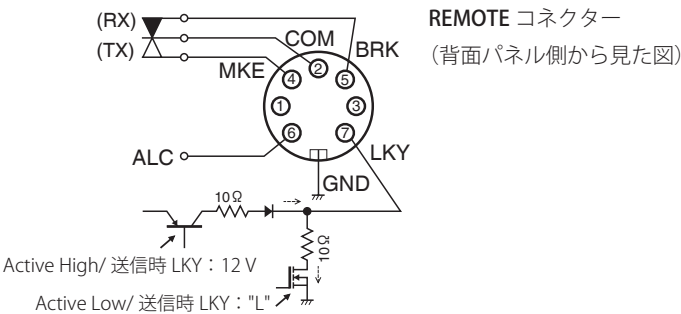 (RX)
REMOTE コネクター
(TX)
COM
BRK
（背面パネル側から見た図）
MKE
④
②
⑤
①
③
⑥
⑦
ALC
LKY
GND
10Ω
10Ω
Active High/ 送信時 LKY：12 V
Active Low/ 送信時 LKY："L"